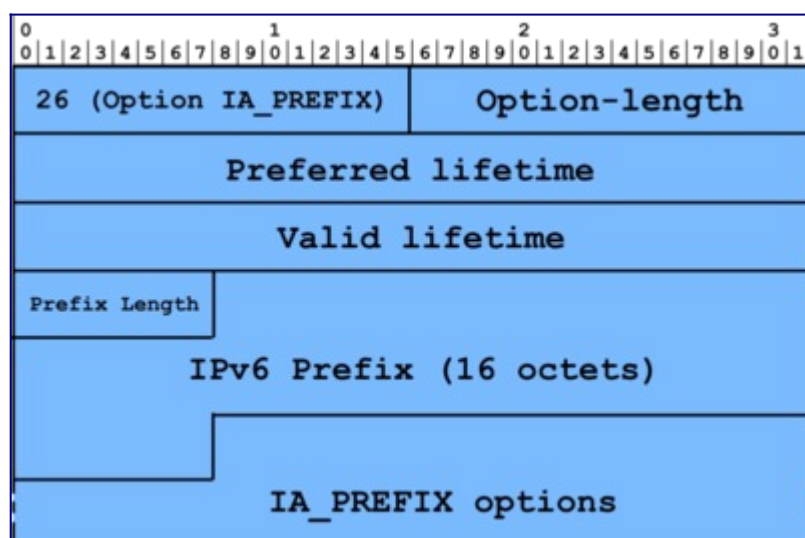 0 1 2 3
0 1 2 3 4 5 6 7 8 9 0 1 2 3 4 5 6 7 8 9 0 1 2 3 4 5 6 7 8 9 0 1
26 (Option IA_PREFIX) Option-length
Preferred lifetime
Valid lifetime
Prefix Length
IPv6 Prefix (16 octets)
IA_PREFIX options